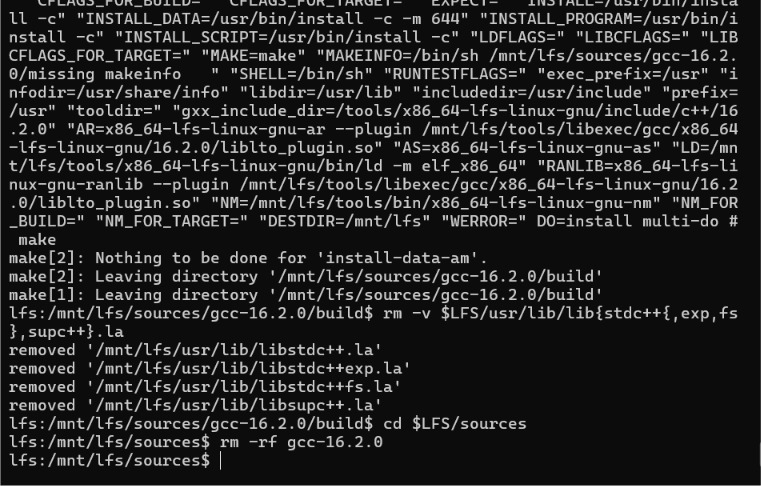 CFLAGS_FOR_BUILD=" "CFLAGS_FOR_TARGET=" "EXPECT=" "INSTALL=/usr/bin/insta
ll -c" "INSTALL_DATA=/usr/bin/install -c -m 644" "INSTALL_PROGRAM=/usr/bin/i
nstall -c" "INSTALL_SCRIPT=/usr/bin/install -c" "LDFLAGS=" "LIBCFLAGS=" "LIB
CFLAGS_FOR_TARGET=" "MAKE=make" "MAKEINFO=/bin/sh /mnt/lfs/sources/gcc-16.2.
0/missing makeinfo   " "SHELL=/bin/sh" "RUNTESTFLAGS=" "exec_prefix=/usr" "i
nfodir=/usr/share/info" "libdir=/usr/lib" "includedir=/usr/include" "prefix=
/usr" "tooldir=" "gxx_include_dir=/tools/x86_64-lfs-linux-gnu/include/c++/16
.2.0" "AR=x86_64-lfs-linux-gnu-ar --plugin /mnt/lfs/tools/libexec/gcc/x86_64
-lfs-linux-gnu/16.2.0/liblto_plugin.so" "AS=x86_64-lfs-linux-gnu-as" "LD=/mn
t/lfs/tools/x86_64-lfs-linux-gnu/bin/ld -m elf_x86_64" "RANLIB=x86_64-lfs-li
nux-gnu-ranlib --plugin /mnt/lfs/tools/libexec/gcc/x86_64-lfs-linux-gnu/16.2
.0/liblto_plugin.so" "NM=/mnt/lfs/tools/bin/x86_64-lfs-linux-gnu-nm" "NM_FOR
_BUILD=" "NM_FOR_TARGET=" "DESTDIR=/mnt/lfs" "WERROR=" DO=install multi-do #
 make
make[2]: Nothing to be done for 'install-data-am'.
make[2]: Leaving directory '/mnt/lfs/sources/gcc-16.2.0/build'
make[1]: Leaving directory '/mnt/lfs/sources/gcc-16.2.0/build'
lfs:/mnt/lfs/sources/gcc-16.2.0/build$ rm -v $LFS/usr/lib/lib{stdc++{,exp,fs
},supc++}.la
removed '/mnt/lfs/usr/lib/libstdc++.la'
removed '/mnt/lfs/usr/lib/libstdc++exp.la'
removed '/mnt/lfs/usr/lib/libstdc++fs.la'
removed '/mnt/lfs/usr/lib/libsupc++.la'
lfs:/mnt/lfs/sources/gcc-16.2.0/build$ cd $LFS/sources
lfs:/mnt/lfs/sources$ rm -rf gcc-16.2.0
lfs:/mnt/lfs/sources$